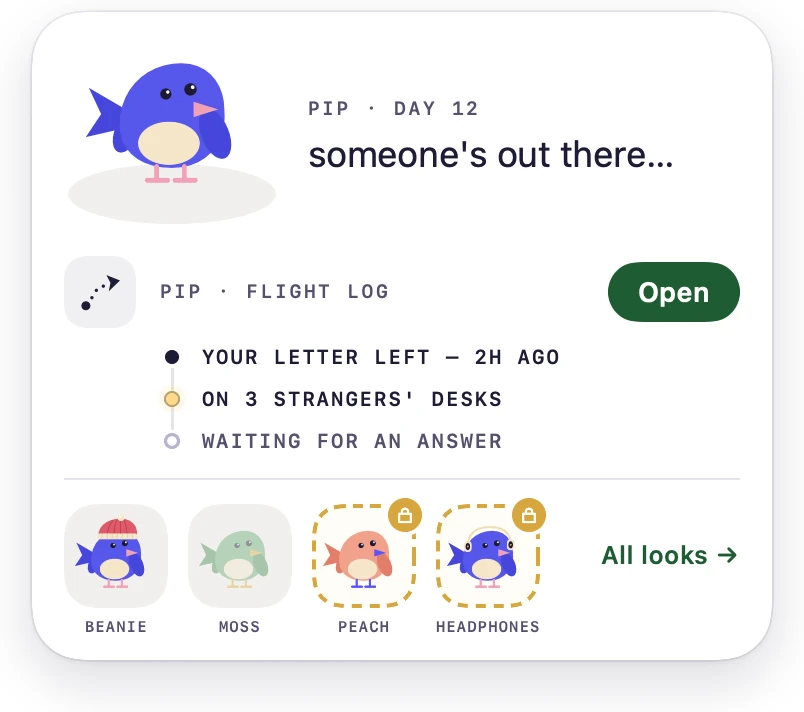 PIP · DAY 12
someone's out there...
PIP · FLIGHT LOG
Open
YOUR LETTER LEFT — 2H AGO
ON 3 STRANGERS' DESKS
WAITING FOR AN ANSWER
BEANIE
MOSS
PEACH
HEADPHONES
All looks →